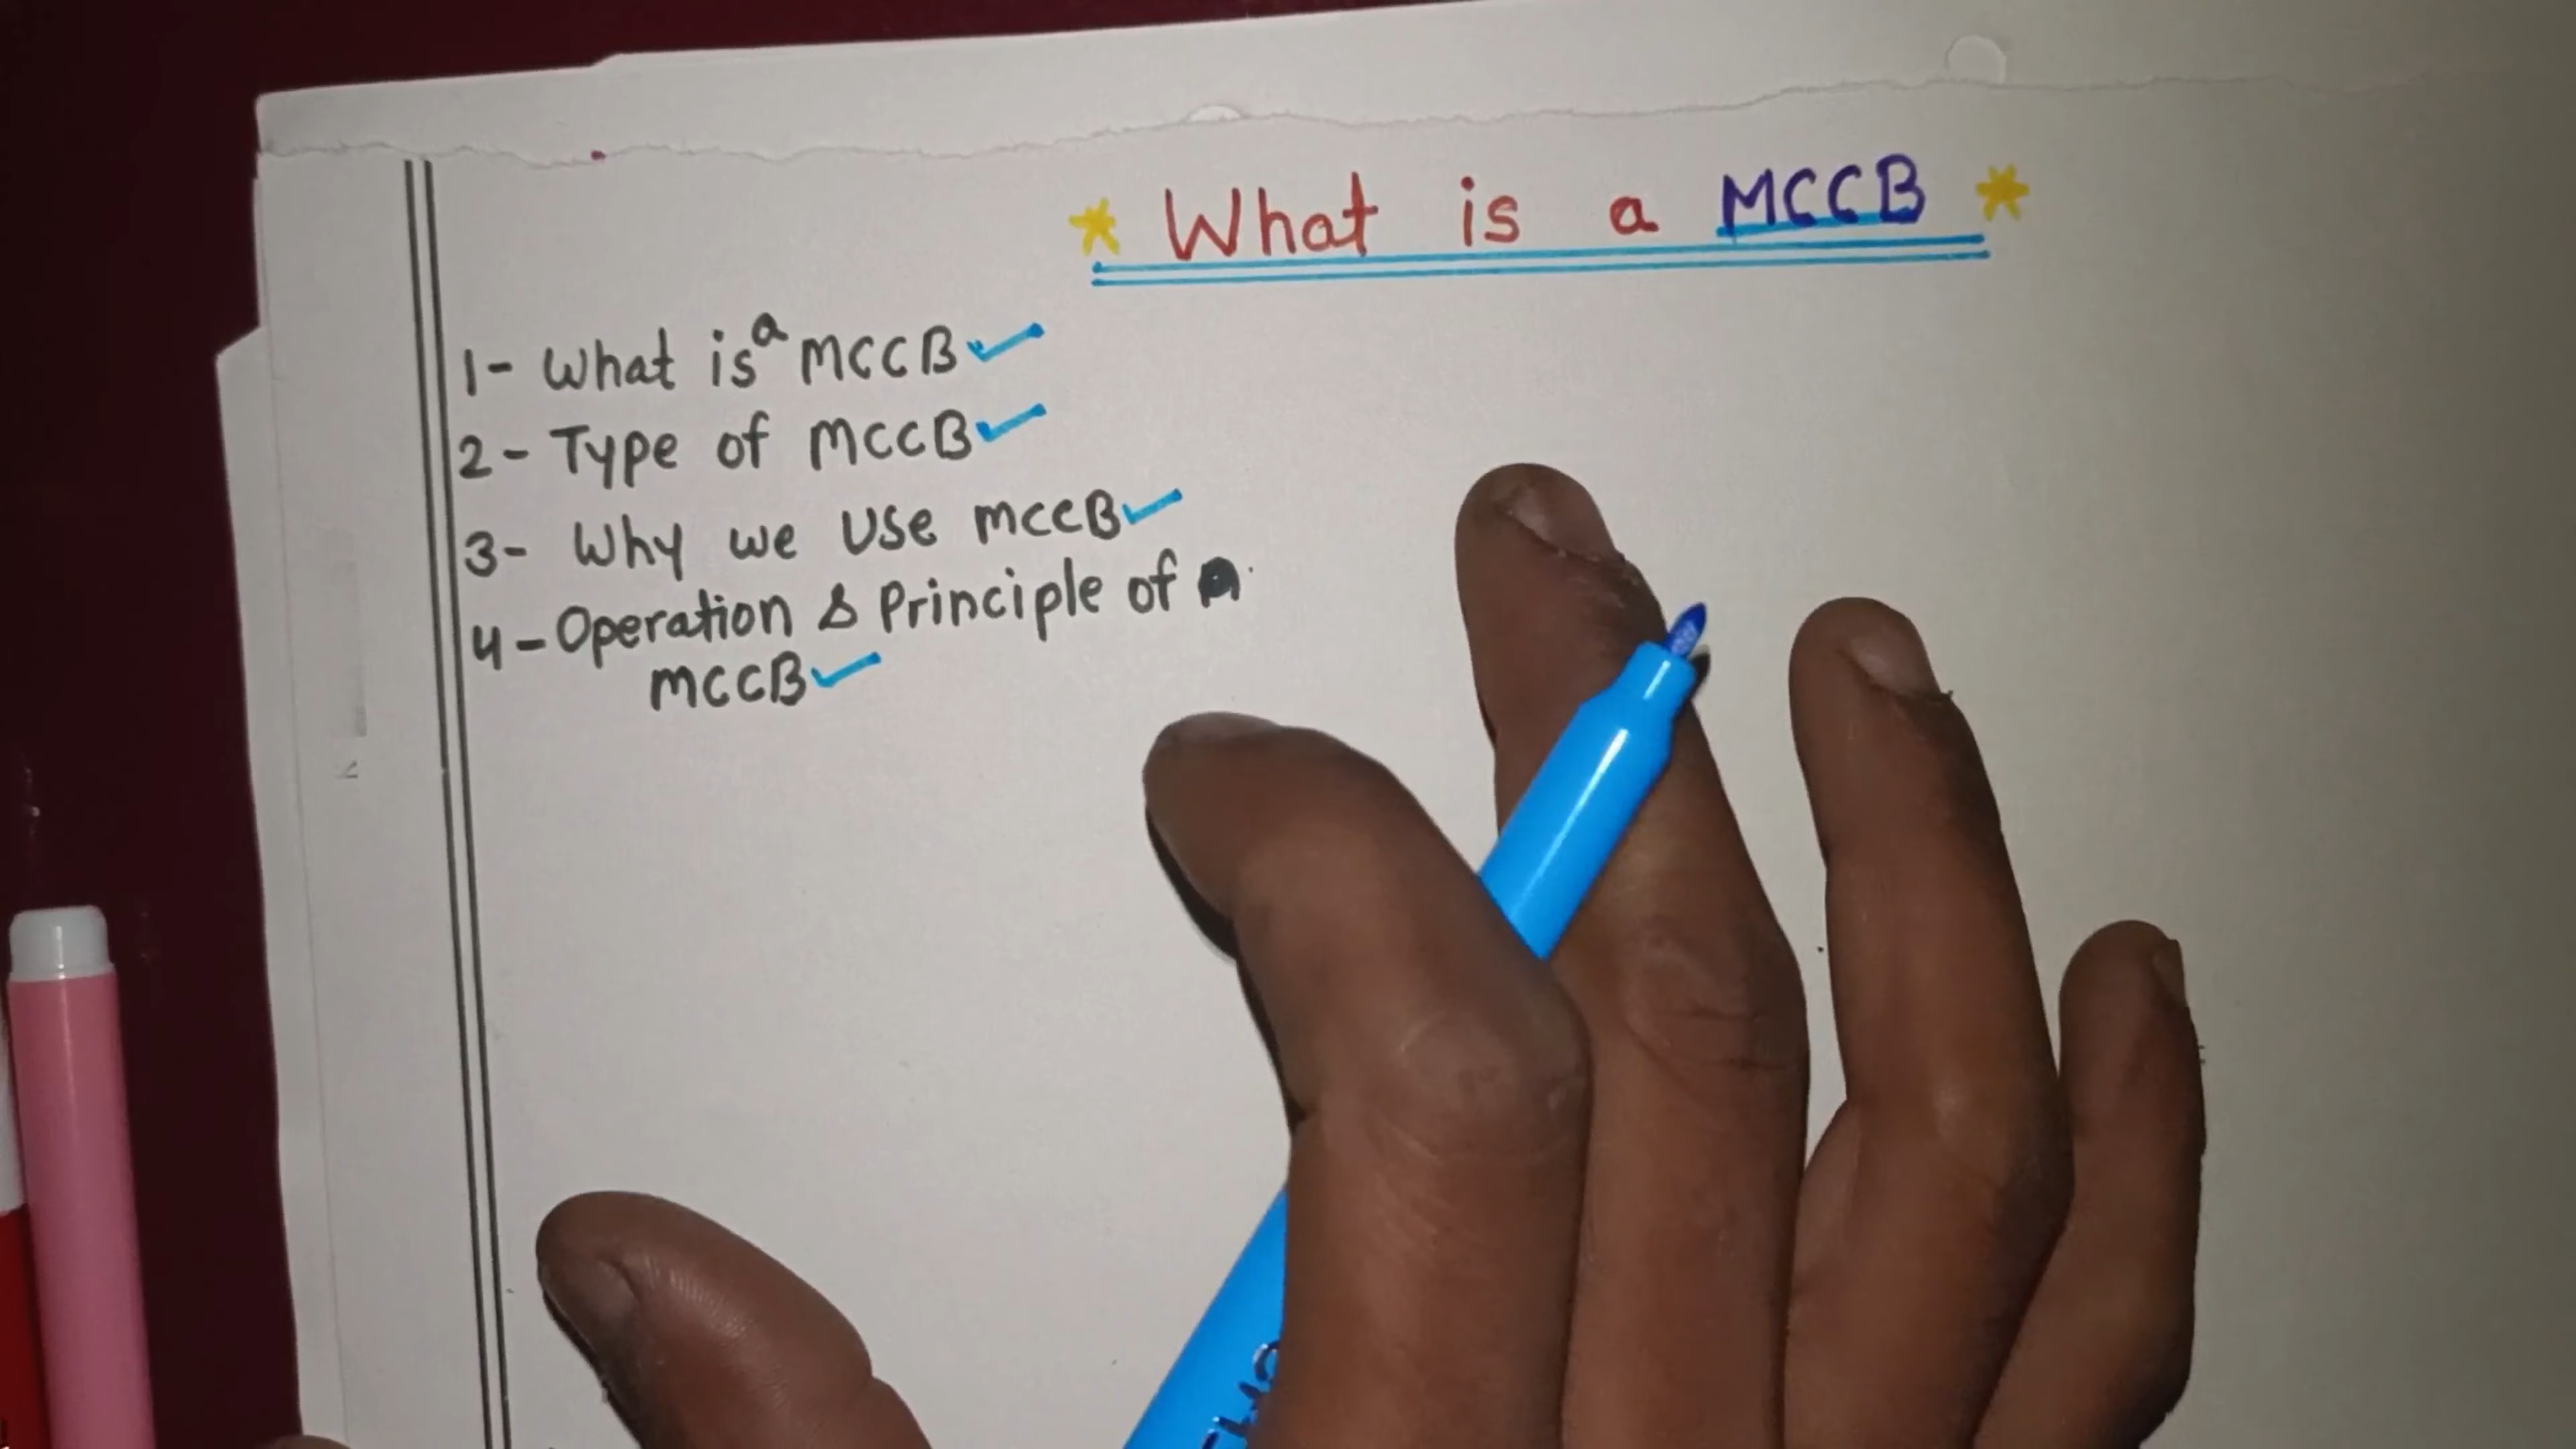 * What is a MCCB *
1- What is a MCCB ✓
2- Type of MCCB ✓
3- Why we use MCCB ✓
4- Operation & Principle of
MCCB ✓